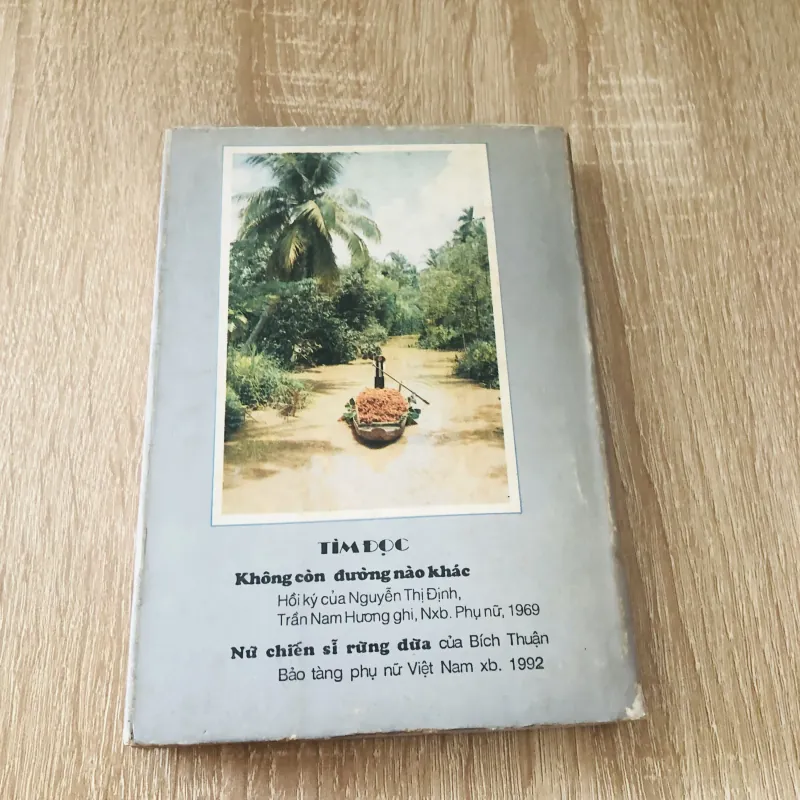 TÌM ĐỌC
Không còn đường nào khác
Hồi ký của Nguyễn Thị Định,
Trần Nam Hương ghi, Nxb. Phụ nữ, 1969
Nữ chiến sĩ rừng dừa của Bích Thuận
Bảo tàng phụ nữ Việt Nam xb. 1992